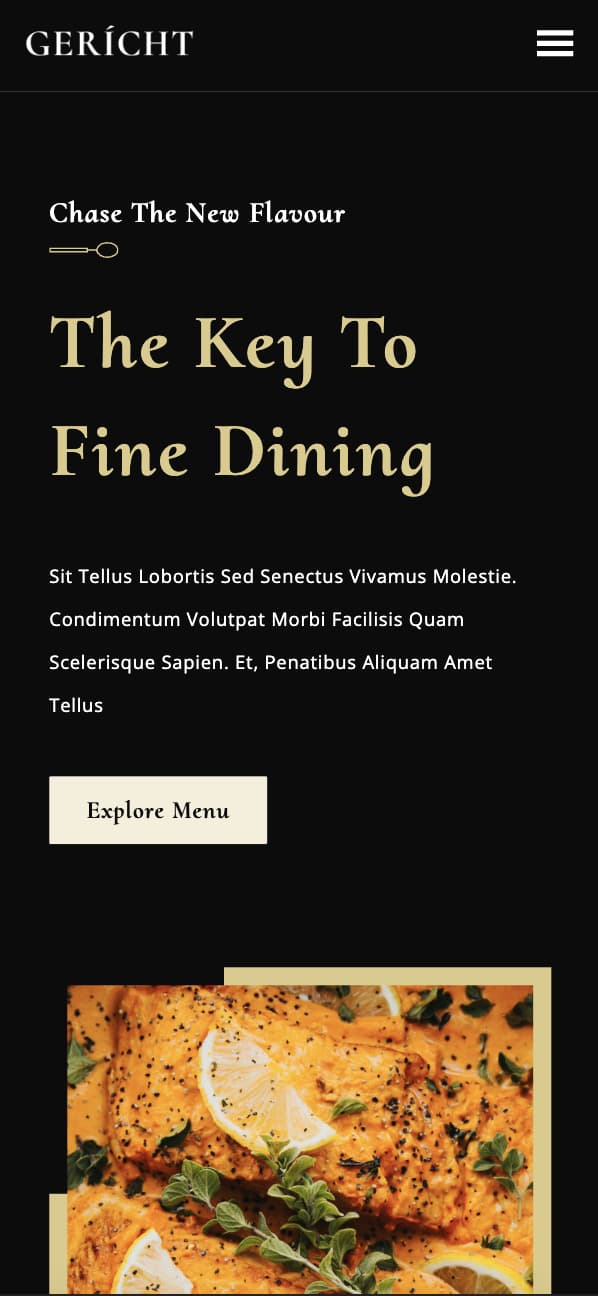 GERÍCHT
Chase The New Flavour
The Key To
Fine Dining
Sit Tellus Lobortis Sed Senectus Vivamus Molestie.
Condimentum Volutpat Morbi Facilisis Quam
Scelerisque Sapien. Et, Penatibus Aliquam Amet
Tellus
Explore Menu